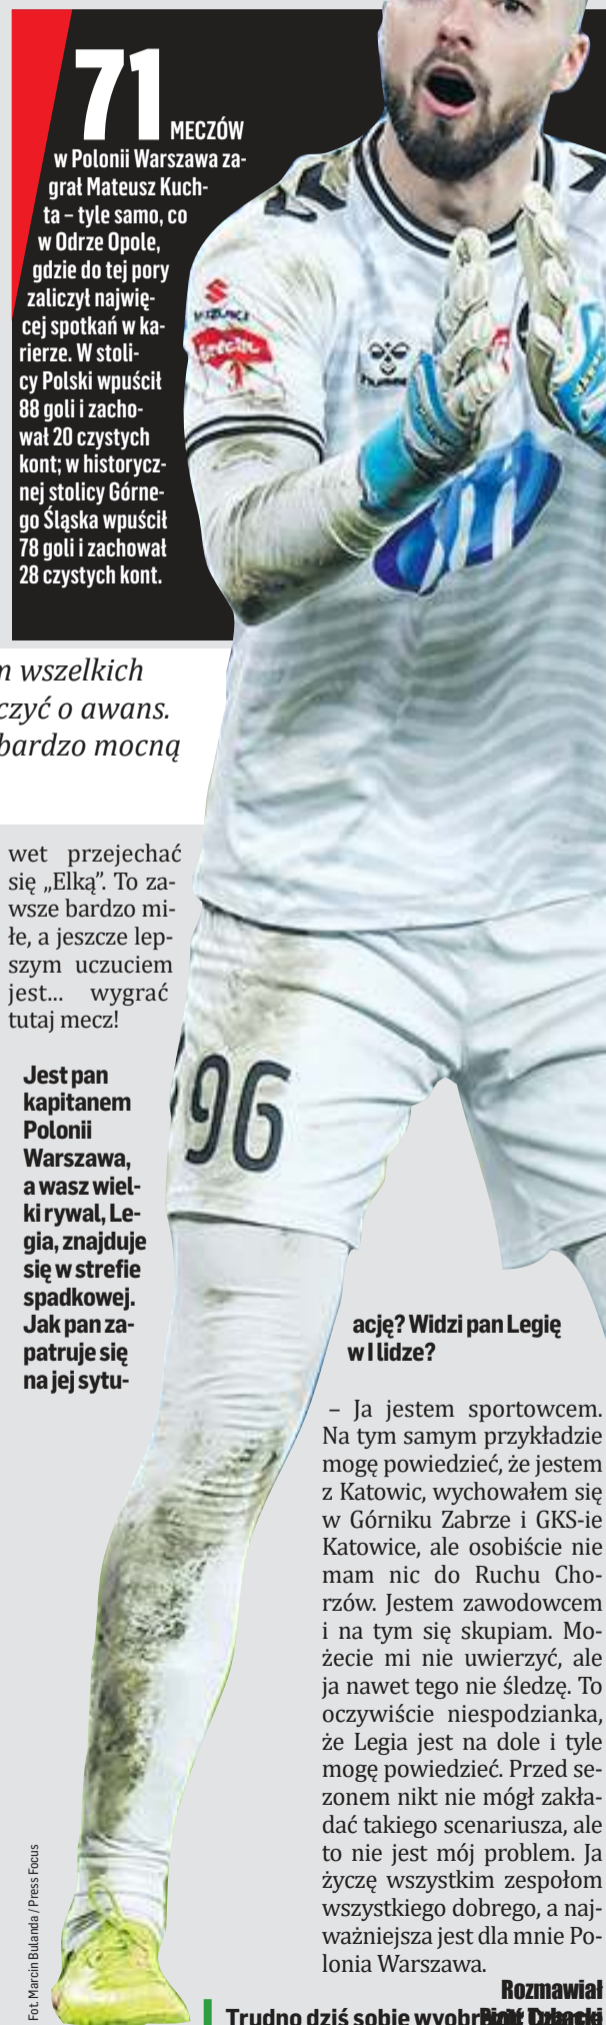 71
MECZÓW
w Polonii Warszawa za-
grał Mateusz Kuch-
ta – tyle samo, co
w Odrze Opole,
gdzie do tej pory
zaliczył najwię-
cej spotkań w ka-
rierze. W stoli-
cy Polski wpuścił
88 goli i zacho-
wał 20 czystych
kont; w historycz-
nej stolicy Górne-
go Śląska wpuścił
78 goli i zachował
28 czystych kont.
wszelkich
czyć o awans.
bardzo mocną
wet przejechać
się „Elką”. To za-
wsze bardzo mi-
łe, a jeszcze lep-
szym uczuciem
jest... wygrać
tutaj mecz!
Jest pan
kapitanem
Polonii
Warszawa,
a wasz wiel-
ki rywal, Le-
gia, znajduje
się w strefie
spadkowej.
Jak pan za-
patruje się
na jej sytu-
ację? Widzi pan Legię
w I lidze?
– Ja jestem sportowcem.
Na tym samym przykładzie
mogę powiedzieć, że jestem
z Katowic, wychowałem się
w Górniku Zabrze i GKS-ie
Katowice, ale osobiście nie
mam nic do Ruchu Cho-
rzów. Jestem zawodowcem
i na tym się skupiam. Mo-
żecie mi nie uwierzyć, ale
ja nawet tego nie śledzę. To
oczywiście niespodzianka,
że Legia jest na dole i tyle
mogę powiedzieć. Przed se-
zonem nikt nie mógł zakła-
dać takiego scenariusza, ale
to nie jest mój problem. Ja
życzę wszystkim zespołom
wszystkiego dobrego, a naj-
ważniejsza jest dla mnie Po-
lonia Warszawa.
Rozmawiał
Trudno dziś sobie
96
Fot. Marcin Bulanda / Press Focus